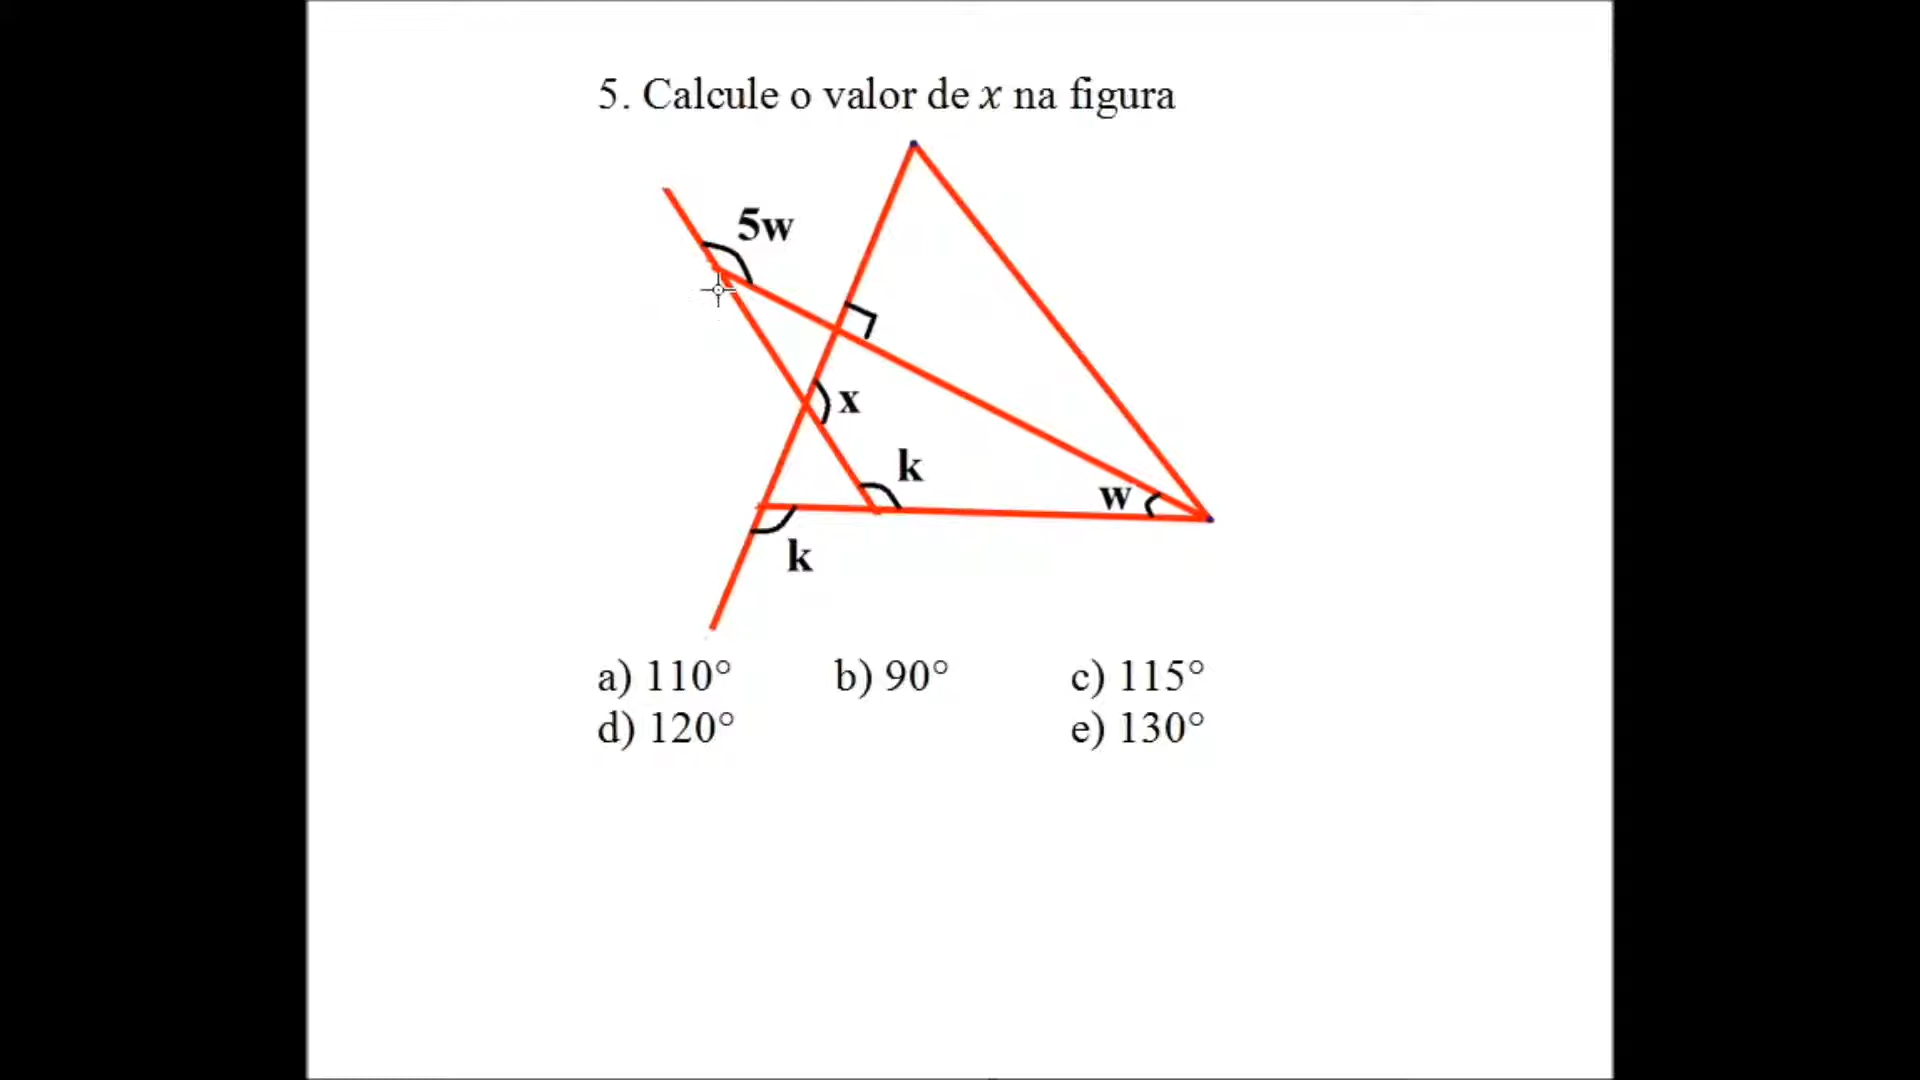 5. Calcule o valor de x na figura
5w
x
k
w
k
a) 110° b) 90° c) 115°
d) 120° e) 130°